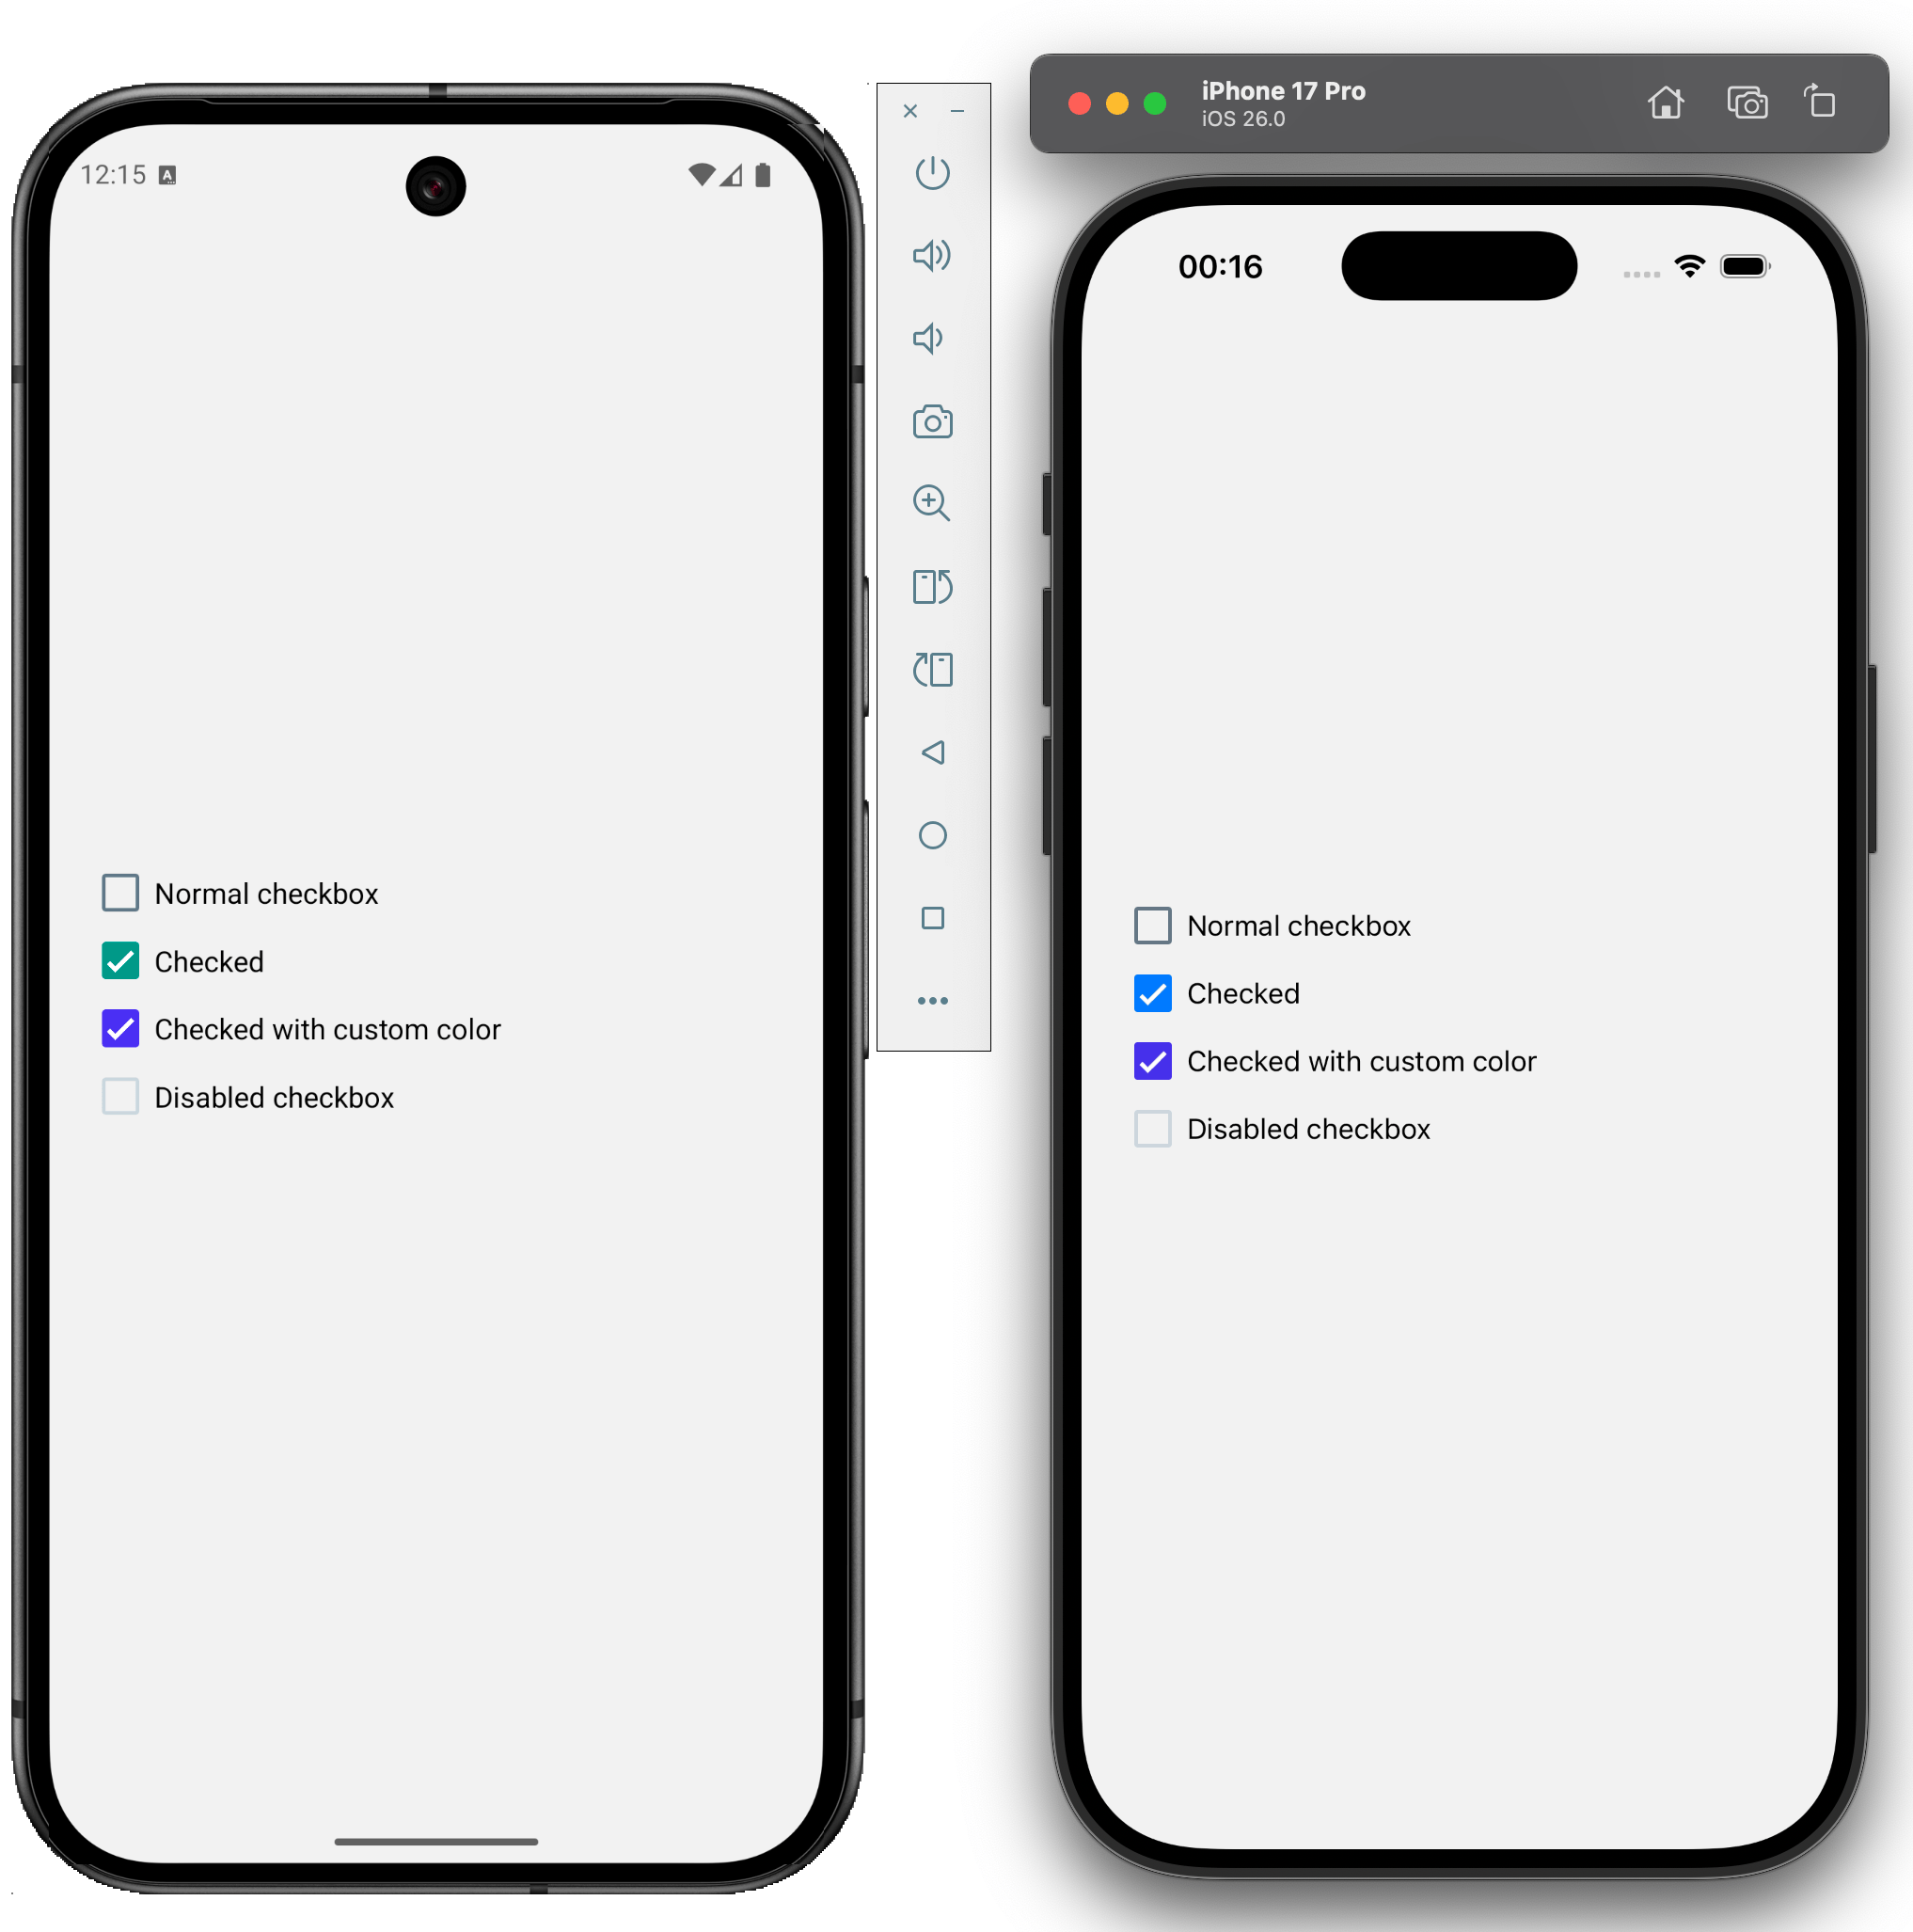 12:15 A
Normal checkbox
Checked
Checked with custom color
Disabled checkbox
iPhone 17 Pro
iOS 26.0
00:16
Normal checkbox
Checked
Checked with custom color
Disabled checkbox